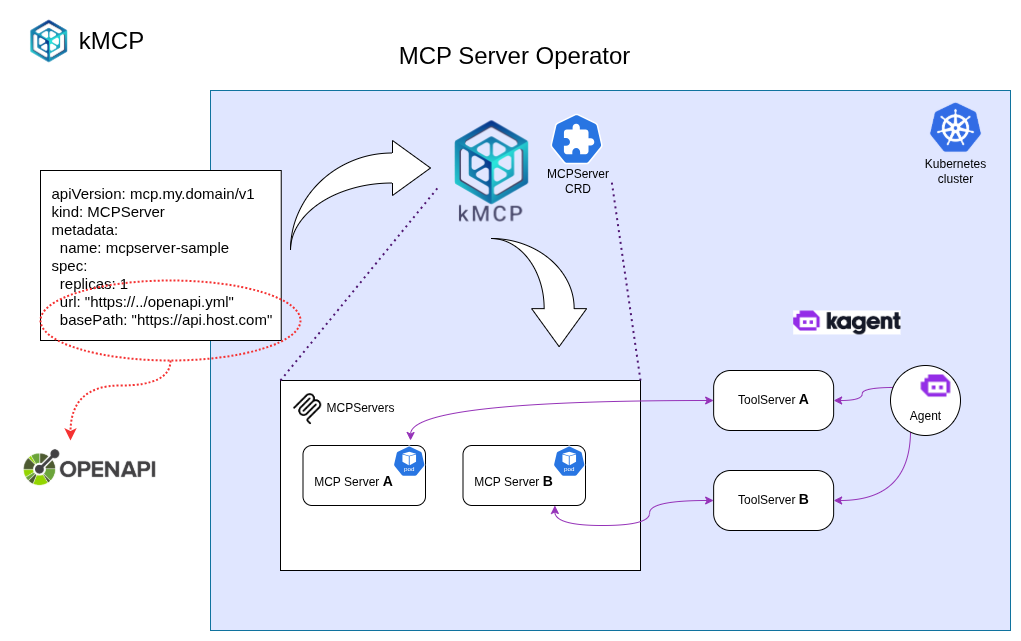 kMCP
MCP Server Operator
kMCP
MCPServer
CRD
Kubernetes
cluster
apiVersion: mcp.my.domain/v1
kind: MCPServer
metadata:
  name: mcpserver-sample
spec:
  replicas: 1
  url: "https://../openapi.yml"
  basePath: "https://api.host.com"
OPENAPI
kagent
MCPServers
MCP Server A
pod
MCP Server B
pod
ToolServer A
Agent
ToolServer B